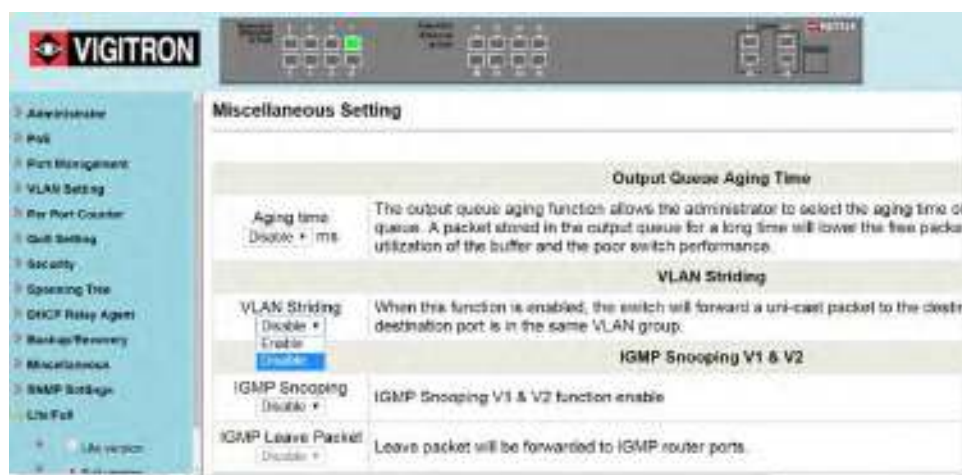 VIGITRON
Miscellaneous Setting
Administrator
PoE
Port Management
VLAN Setting
Per Port Counter
QoS Setting
Security
Spanning Tree
DHCP Relay Agent
Backup/Recovery
Miscellaneous
SNMP Settings
Lite/Full
Lite version
Output Queue Aging Time
Aging time
Disable ms
The output queue aging function allows the administrator to select the aging time
queue. A packet stored in the output queue for a long time will lower the free
utilization of the buffer and the poor switch performance.
VLAN Striding
VLAN Striding
Disable
Enable
Disable
When this function is enabled, the switch will forward a uni-cast packet to the
destination port is in the same VLAN group.
IGMP Snooping V1 & V2
IGMP Snooping
Disable
IGMP Snooping V1 & V2 function enable
IGMP Leave Packet
Disable
Leave packet will be forwarded to IGMP router ports.